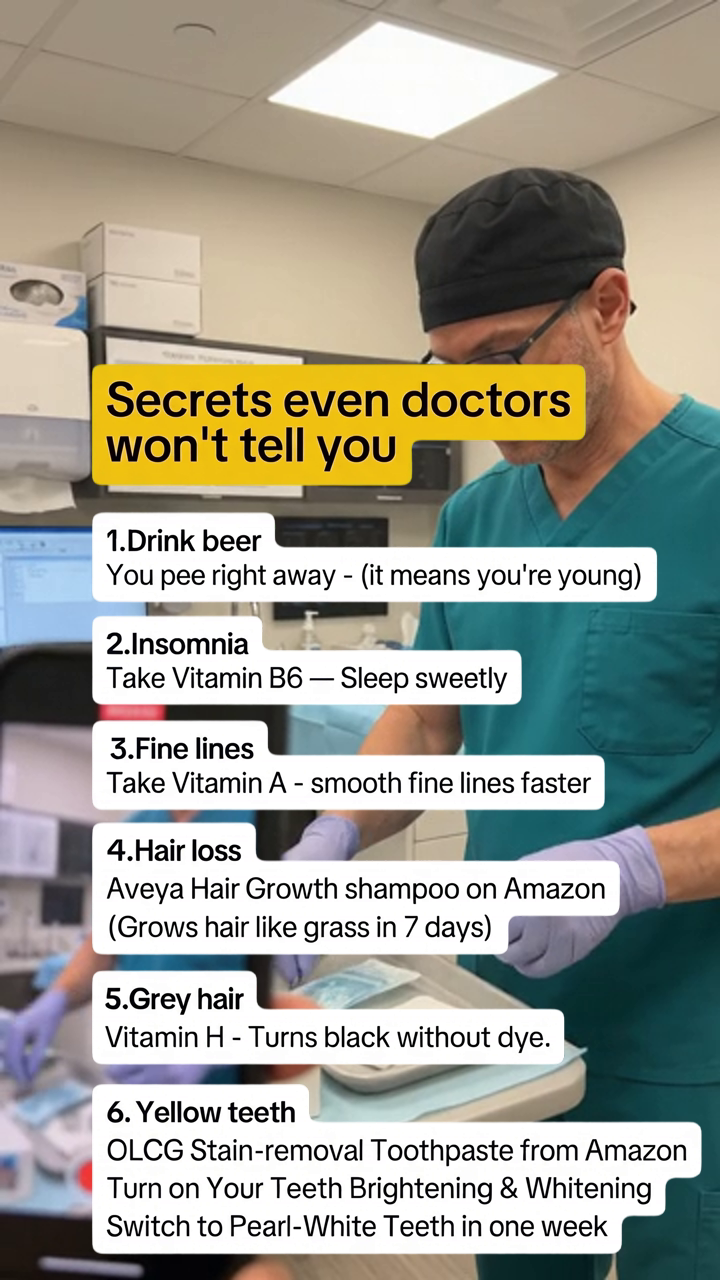 Secrets even doctors
won't tell you
1.Drink beer
You pee right away - (it means you're young)
2.Insomnia
Take Vitamin B6 — Sleep sweetly
3.Fine lines
Take Vitamin A - smooth fine lines faster
4.Hair loss
Aveya Hair Growth shampoo on Amazon
(Grows hair like grass in 7 days)
5.Grey hair
Vitamin H - Turns black without dye.
6. Yellow teeth
OLCG Stain-removal Toothpaste from Amazon
Turn on Your Teeth Brightening & Whitening
Switch to Pearl-White Teeth in one week